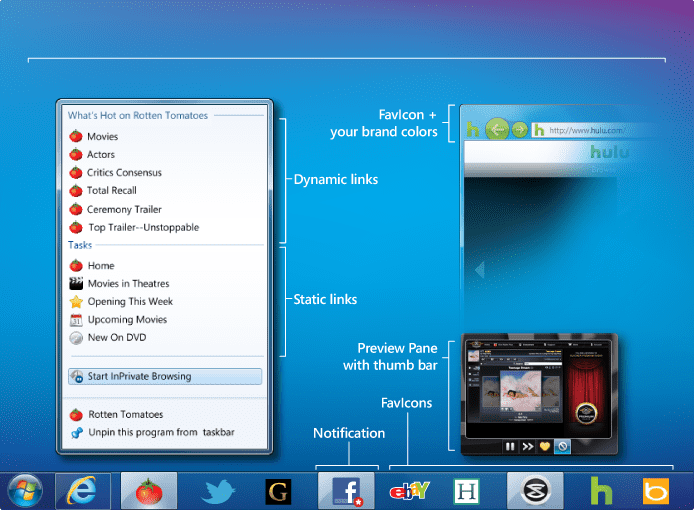 What's Hot on Rotten Tomatoes
Movies
Actors
Critics Consensus
Total Recall
Ceremony Trailer
Top Trailer--Unstoppable
Tasks
Home
Movies in Theatres
Opening This Week
Upcoming Movies
New On DVD
Start InPrivate Browsing
Rotten Tomatoes
Unpin this program from taskbar
Dynamic links
Static links
FavIcon +
your brand colors
h
h http://www.hulu.com/
hulu
Preview Pane
with thumb bar
FavIcons
Notification
G
f
ebay
H
h
b